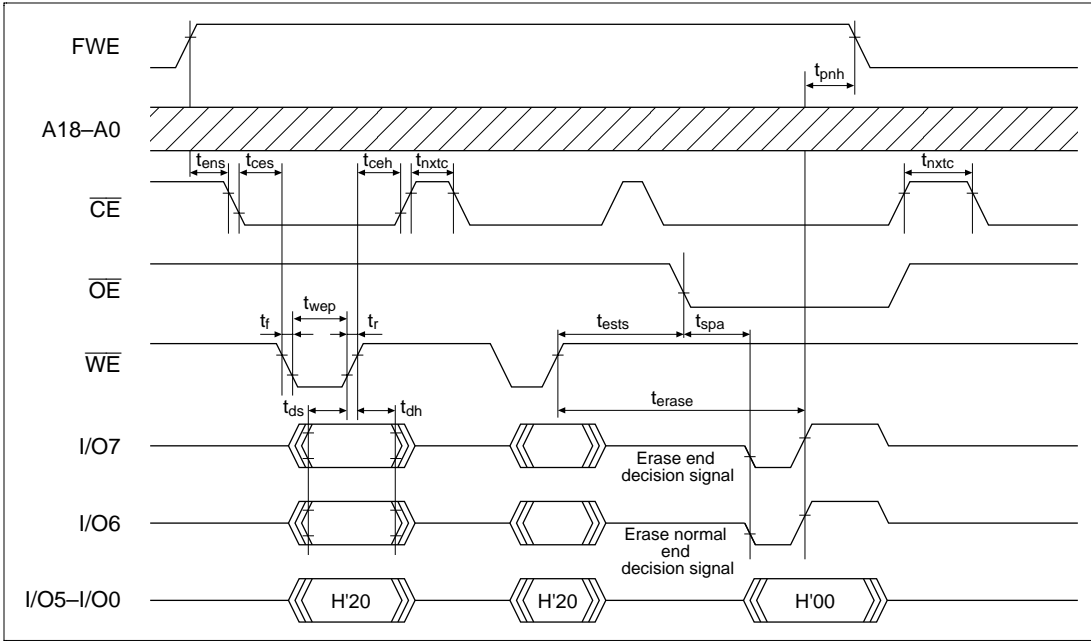 FWE
tpnh
A18–A0
tens
tces
tceh
tnxtc
tnxtc
CE
OE
twep
tf
tr
tests
tspa
WE
tds
tdh
terase
I/O7
Erase end
decision signal
I/O6
Erase normal
end
decision signal
I/O5–I/O0
H'20
H'20
H'00